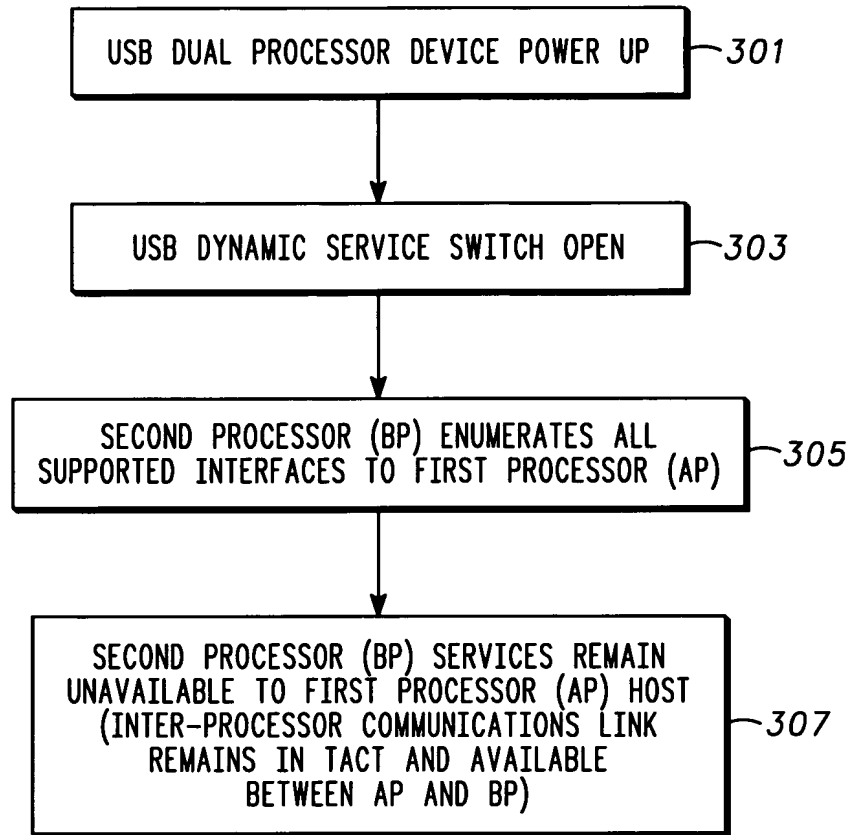 USB DUAL PROCESSOR DEVICE POWER UP
301
USB DYNAMIC SERVICE SWITCH OPEN
303
SECOND PROCESSOR (BP) ENUMERATES ALL
SUPPORTED INTERFACES TO FIRST PROCESSOR (AP)
305
SECOND PROCESSOR (BP) SERVICES REMAIN
UNAVAILABLE TO FIRST PROCESSOR (AP) HOST
(INTER-PROCESSOR COMMUNICATIONS LINK
REMAINS IN TACT AND AVAILABLE
BETWEEN AP AND BP)
307